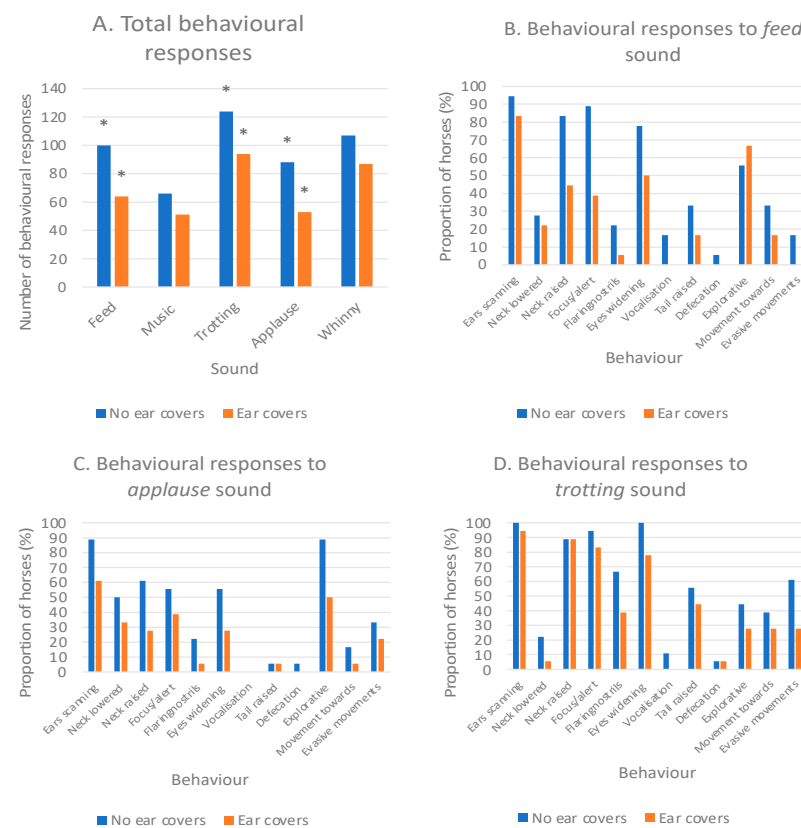 A. Total behavioural
responses
Number of behavioural responses
140
120
100
80
60
40
20
0
* * * * * *
Feed
Music
Trotting
Applause
Whinny
Sound
No ear covers Ear covers
B. Behavioural responses to feed
sound
Proportion of horses (%)
100
90
80
70
60
50
40
30
20
10
0
Ears scanning
Neck lowered
Neck raised
Focus/alert
Flaringnostrils
Eyes widening
Vocalisation
Tail raised
Defecation
Explorative
Movement towards
Evasive movements
Behaviour
No ear covers Ear covers
C. Behavioural responses to
applause sound
Proportion of horses (%)
100
90
80
70
60
50
40
30
20
10
0
Ears scanning
Neck lowered
Neck raised
Focus/alert
Flaringnostrils
Eyes widening
Vocalisation
Tail raised
Defecation
Explorative
Movement towards
Evasive movements
Behaviour
No ear covers Ear covers
D. Behavioural responses to
trotting sound
Proportion of horses (%)
100
90
80
70
60
50
40
30
20
10
0
Ears scanning
Neck lowered
Neck raised
Focus/alert
Flaringnostrils
Eyes widening
Vocalisation
Tail raised
Defecation
Explorative
Movement towards
Evasive movements
Behaviour
No ear covers Ear covers